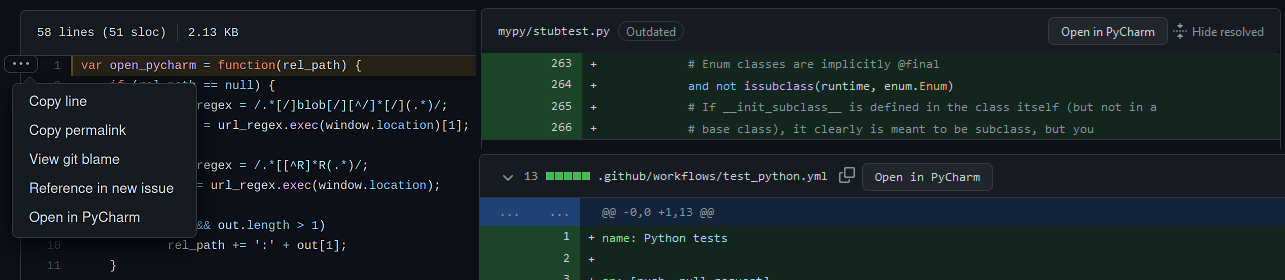 58 lines (51 sloc) 2.13 KB
1 var open_pycharm = function(rel_path) {
== null) {
regex = /.*[/]blob[/][^/]*[/](.*)/;
= url_regex.exec(window.location)[1];
regex = /.*[[^R]*R(.*)/;
= url_regex.exec(window.location);
&& out.length > 1)
10 rel_path += ':' + out[1];
11 }
Copy line
Copy permalink
View git blame
Reference in new issue
Open in PyCharm
mypy/stubtest.py Outdated Open in PyCharm Hide resolved
263 + # Enum classes are implicitly @final
264 + and not issubclass(runtime, enum.Enum)
265 + # If __init_subclass__ is defined in the class itself (but not in a
266 + # base class), it clearly is meant to be subclass, but you
13 .github/workflows/test_python.yml Open in PyCharm
... ... @@ -0,0 +1,13 @@
1 + name: Python tests
2 +